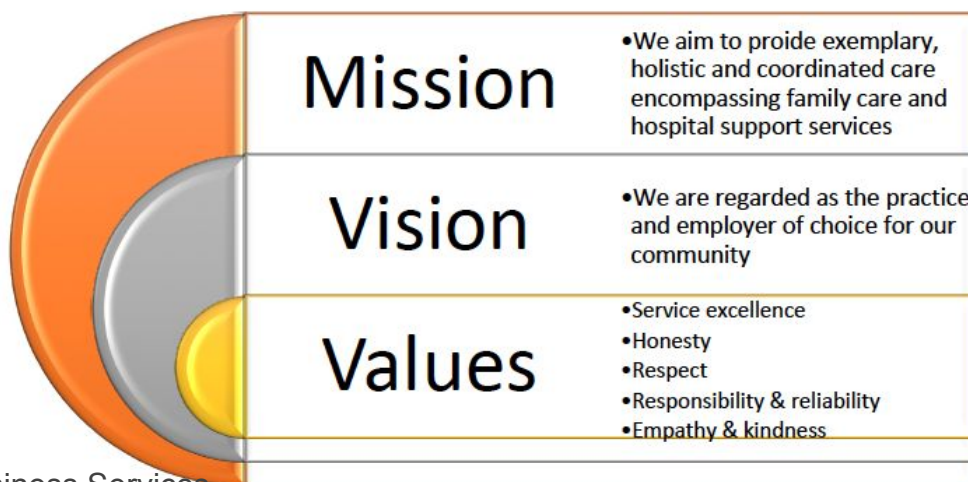 Mission
•We aim to proide exemplary,
holistic and coordinated care
encompassing family care and
hospital support services
Vision
•We are regarded as the practice
and employer of choice for our
community
Values
•Service excellence
•Honesty
•Respect
•Responsibility & reliability
•Empathy & kindness
Services